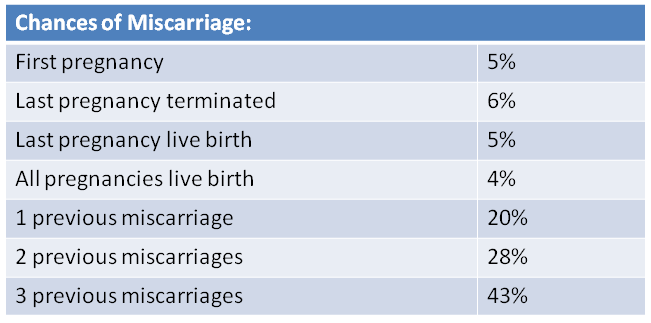 Chances of Miscarriage:
First pregnancy 5%
Last pregnancy terminated 6%
Last pregnancy live birth 5%
All pregnancies live birth 4%
1 previous miscarriage 20%
2 previous miscarriages 28%
3 previous miscarriages 43%